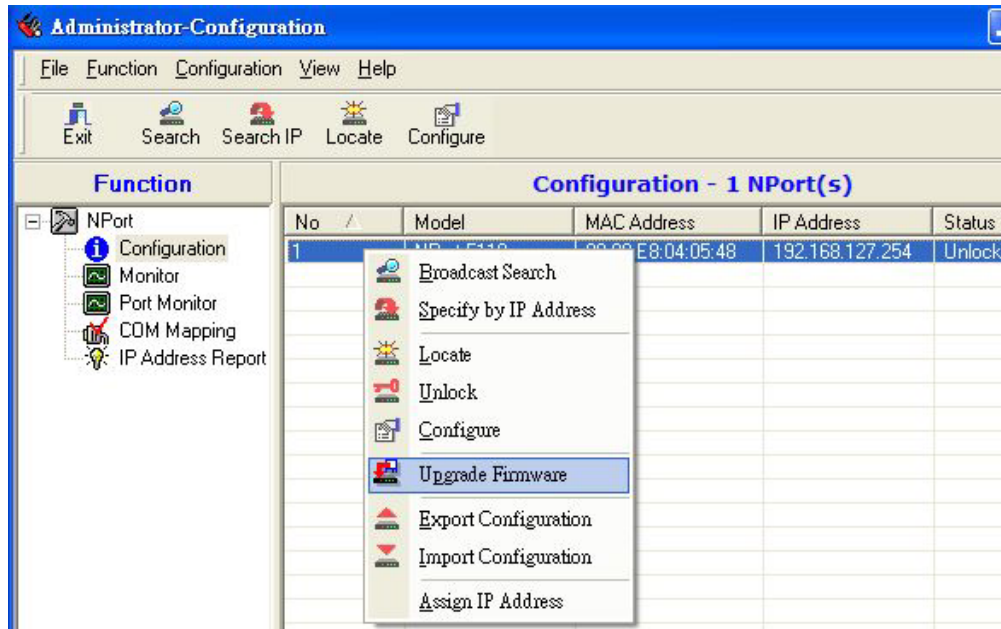 Administrator-Configuration
File Function Configuration View Help
Exit Search Search IP Locate Configure
Function
Configuration - 1 NPort(s)
NPort
Configuration
Monitor
Port Monitor
COM Mapping
IP Address Report
No Model MAC Address IP Address Status
1 E8:04:05:48 192.168.127.254 Unlock
Broadcast Search
Specify by IP Address
Locate
Unlock
Configure
Upgrade Firmware
Export Configuration
Import Configuration
Assign IP Address